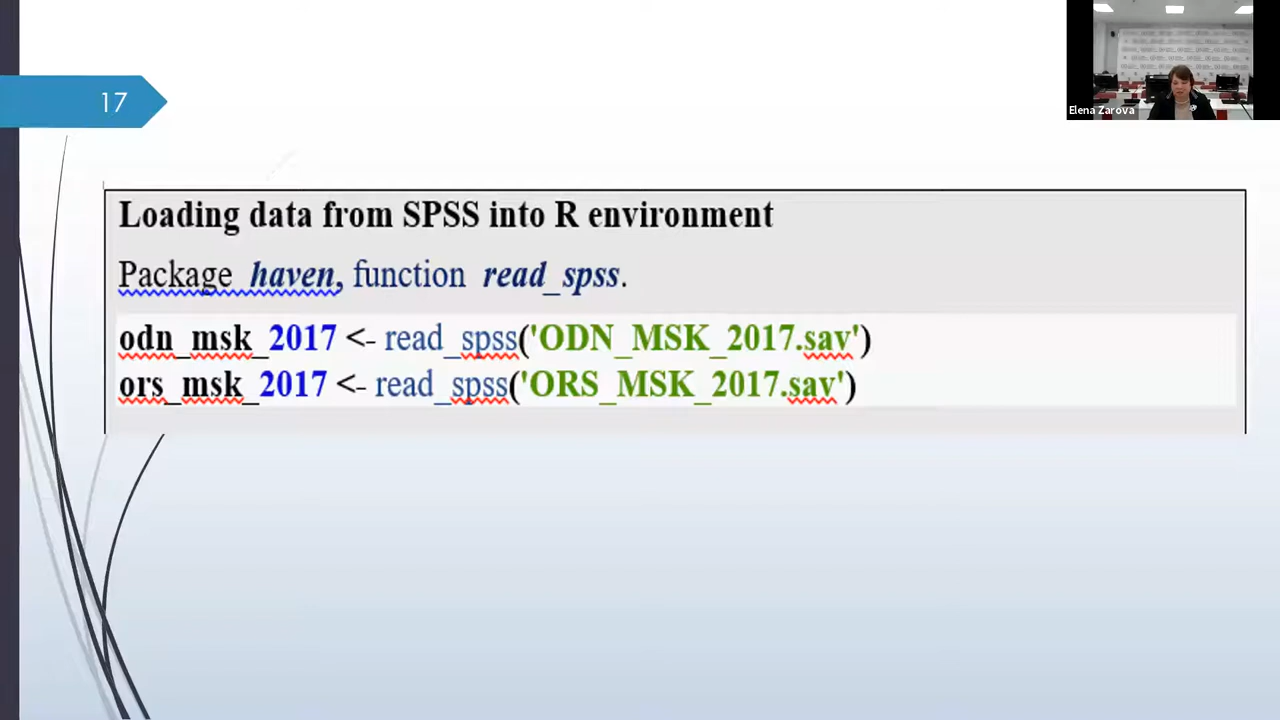 17
Elena Zarova
Loading data from SPSS into R environment
Package haven, function read_spss.
odn_msk_2017 <- read_spss('ODN_MSK_2017.sav')
ors_msk_2017 <- read_spss('ORS_MSK_2017.sav')